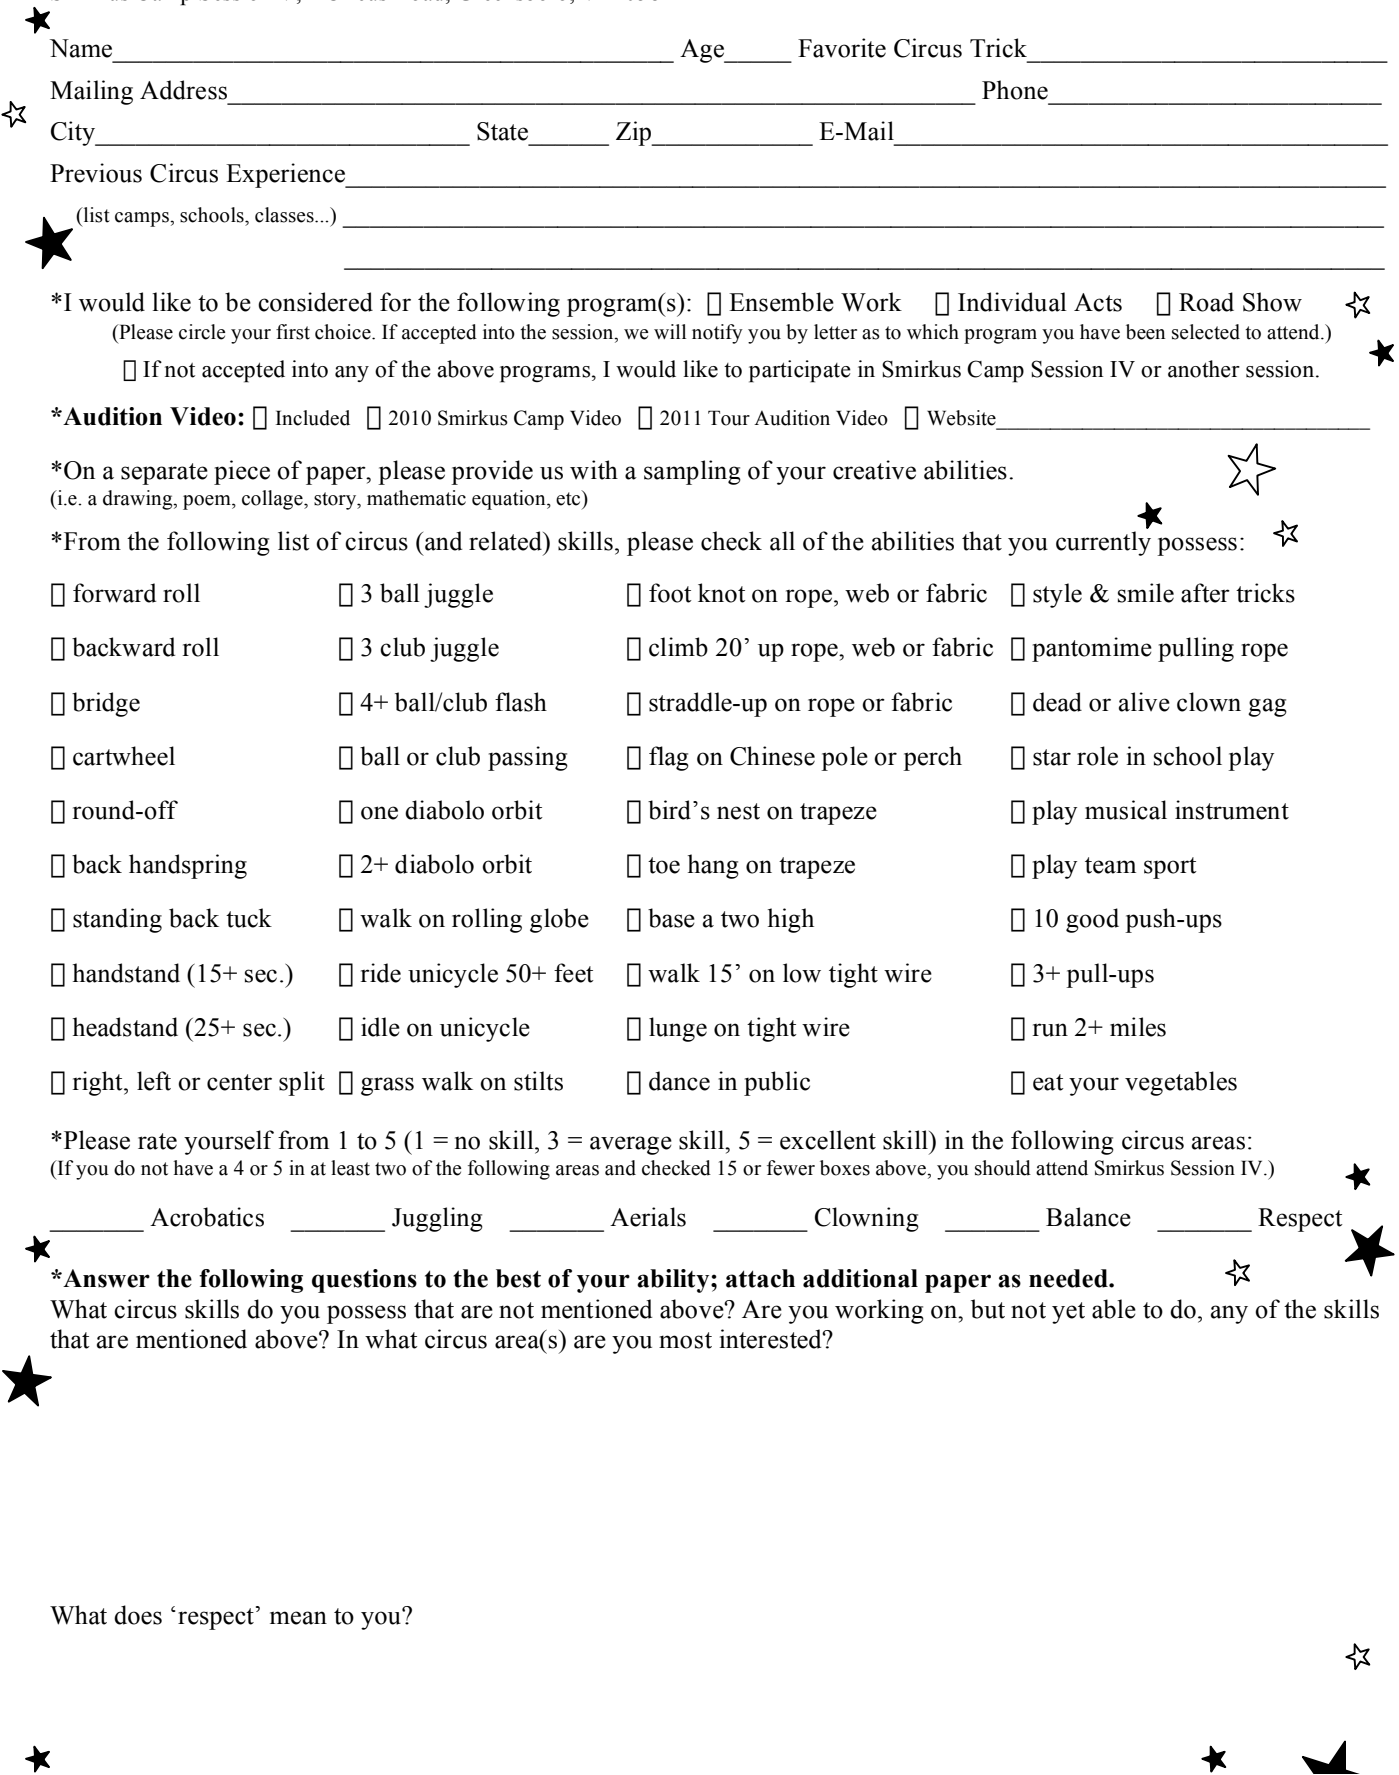 Name__________________________________________ Age_____ Favorite Circus Trick___________________________
Mailing Address________________________________________________________ Phone_________________________
City____________________________ State______ Zip____________ E-Mail_____________________________________
Previous Circus Experience______________________________________________________________________________
(list camps, schools, classes...) ______________________________________________________________________________
______________________________________________________________________________
*I would like to be considered for the following program(s): ▯ Ensemble Work ▯ Individual Acts ▯ Road Show
(Please circle your first choice. If accepted into the session, we will notify you by letter as to which program you have been selected to attend.)
▯ If not accepted into any of the above programs, I would like to participate in Smirkus Camp Session IV or another session.
*Audition Video: ▯ Included ▯ 2010 Smirkus Camp Video ▯ 2011 Tour Audition Video ▯ Website___________________________________
*On a separate piece of paper, please provide us with a sampling of your creative abilities.
(i.e. a drawing, poem, collage, story, mathematic equation, etc)
*From the following list of circus (and related) skills, please check all of the abilities that you currently possess:
▯ forward roll ▯ 3 ball juggle ▯ foot knot on rope, web or fabric ▯ style & smile after tricks
▯ backward roll ▯ 3 club juggle ▯ climb 20’ up rope, web or fabric ▯ pantomime pulling rope
▯ bridge ▯ 4+ ball/club flash ▯ straddle-up on rope or fabric ▯ dead or alive clown gag
▯ cartwheel ▯ ball or club passing ▯ flag on Chinese pole or perch ▯ star role in school play
▯ round-off ▯ one diabolo orbit ▯ bird’s nest on trapeze ▯ play musical instrument
▯ back handspring ▯ 2+ diabolo orbit ▯ toe hang on trapeze ▯ play team sport
▯ standing back tuck ▯ walk on rolling globe ▯ base a two high ▯ 10 good push-ups
▯ handstand (15+ sec.) ▯ ride unicycle 50+ feet ▯ walk 15’ on low tight wire ▯ 3+ pull-ups
▯ headstand (25+ sec.) ▯ idle on unicycle ▯ lunge on tight wire ▯ run 2+ miles
▯ right, left or center split ▯ grass walk on stilts ▯ dance in public ▯ eat your vegetables
*Please rate yourself from 1 to 5 (1 = no skill, 3 = average skill, 5 = excellent skill) in the following circus areas:
(If you do not have a 4 or 5 in at least two of the following areas and checked 15 or fewer boxes above, you should attend Smirkus Session IV.)
_______ Acrobatics _______ Juggling _______ Aerials _______ Clowning _______ Balance _______ Respect
*Answer the following questions to the best of your ability; attach additional paper as needed.
What circus skills do you possess that are not mentioned above? Are you working on, but not yet able to do, any of the skills
that are mentioned above? In what circus area(s) are you most interested?
What does ‘respect’ mean to you?